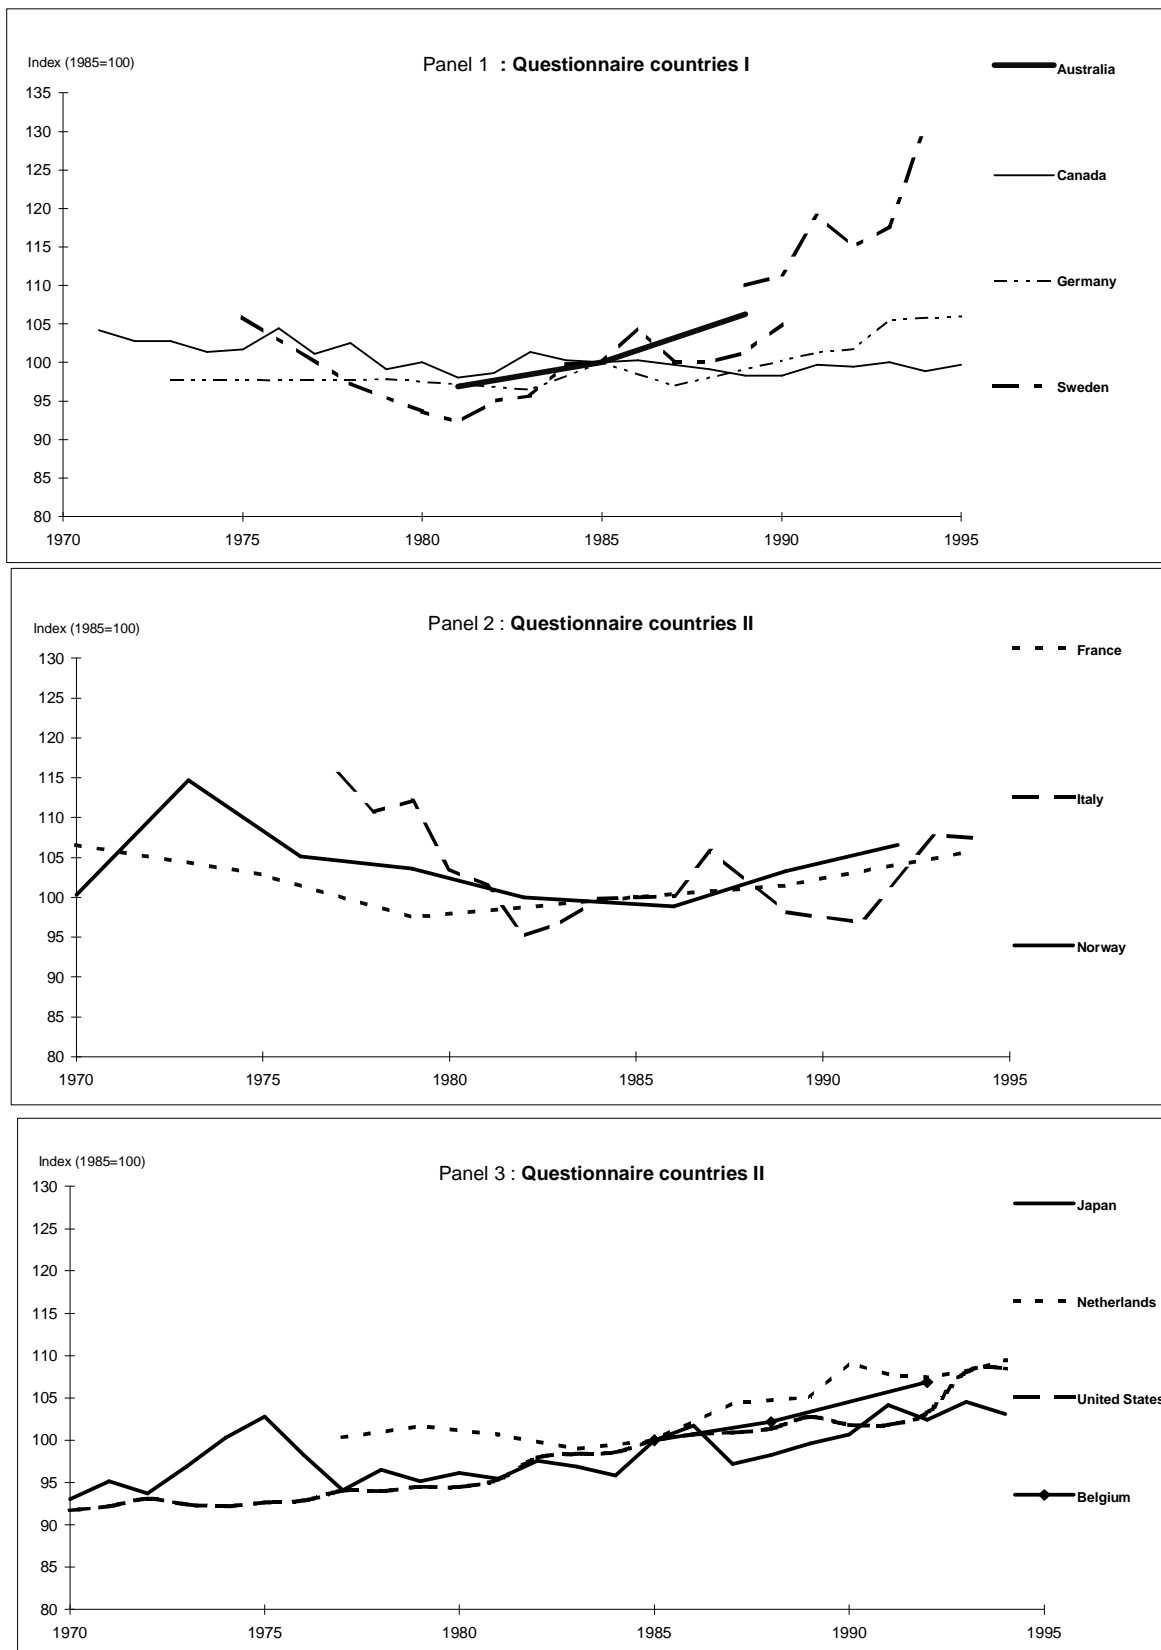 Index (1985=100)
Panel 1 : Questionnaire countries I
Australia
Canada
Germany
Sweden
135
130
125
120
115
110
105
100
95
90
85
80
1970 1975 1980 1985 1990 1995
Index (1985=100)
Panel 2 : Questionnaire countries II
France
Italy
Norway
130
125
120
115
110
105
100
95
90
85
80
1970 1975 1980 1985 1990 1995
Index (1985=100)
Panel 3 : Questionnaire countries II
Japan
Netherlands
United States
Belgium
130
125
120
115
110
105
100
95
90
85
80
1970 1975 1980 1985 1990 1995